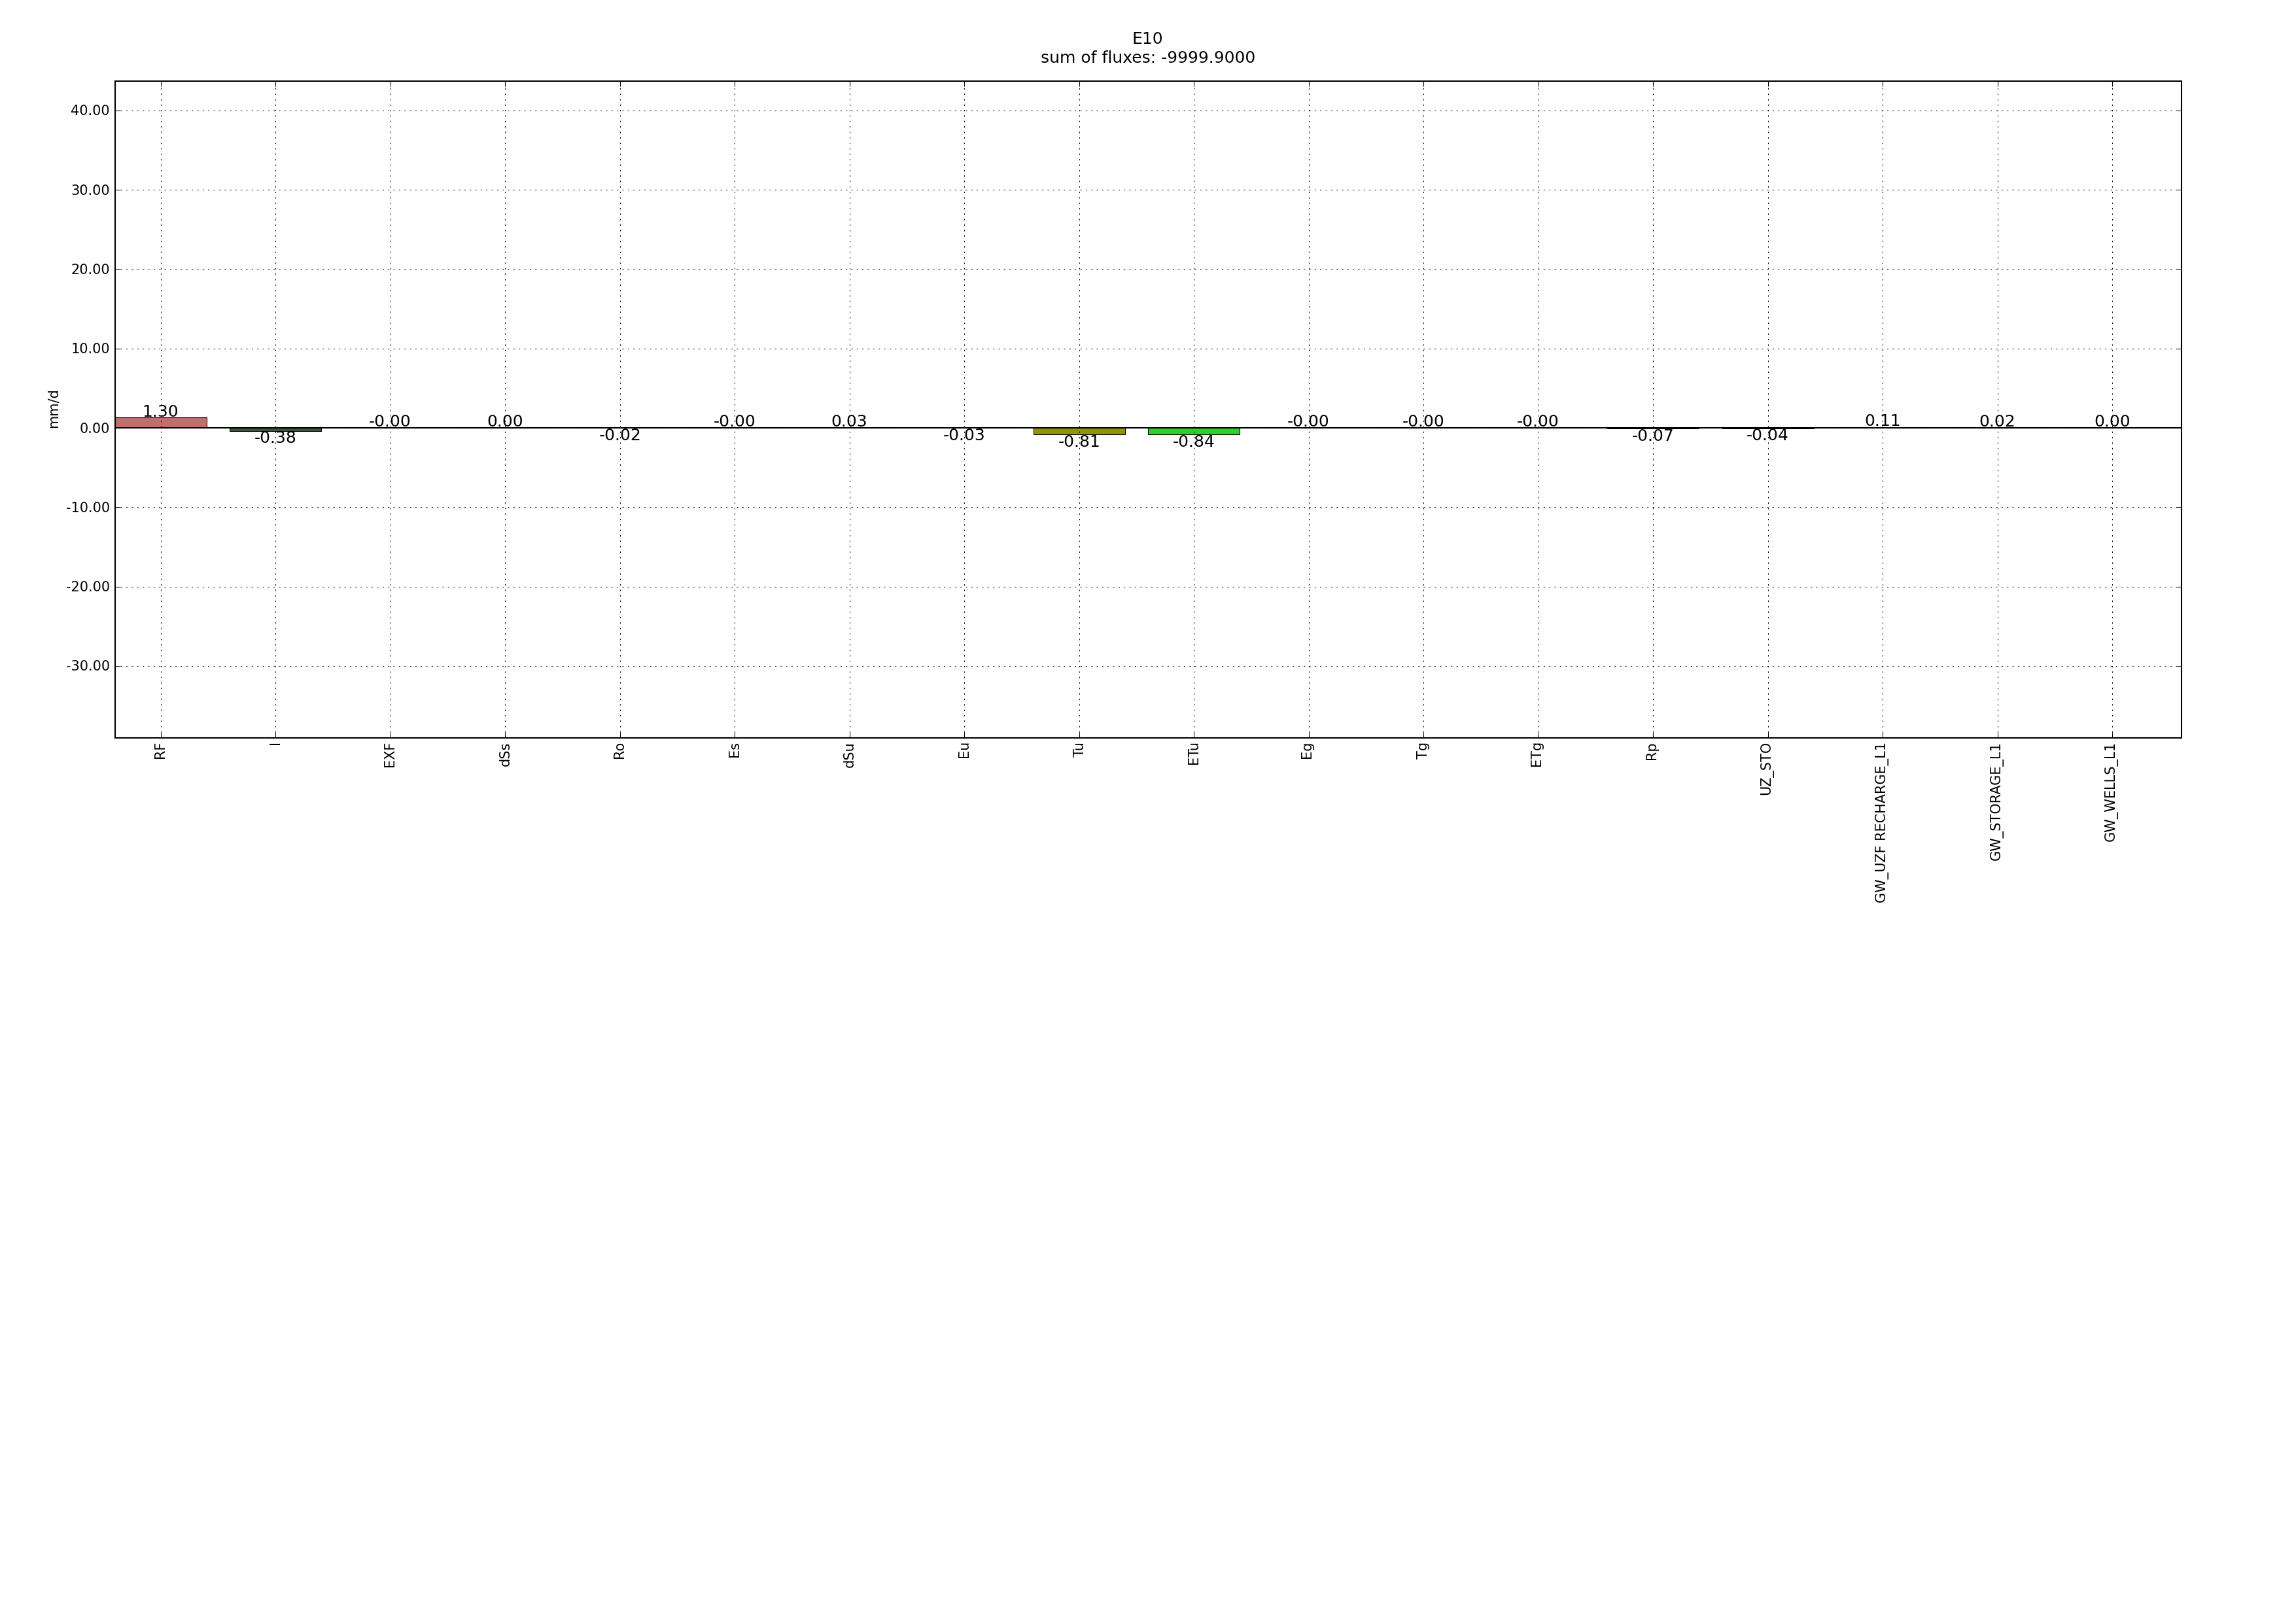 E10
sum of fluxes: -9999.9000
mm/d
40.00
30.00
20.00
10.00
0.00
-10.00
-20.00
-30.00
1.30
-0.38
-0.00
0.00
-0.02
-0.00
0.03
-0.03
-0.81
-0.84
-0.00
-0.00
-0.00
-0.07
-0.04
0.11
0.02
0.00
RF
I
EXF
dSs
Ro
Es
dSu
Eu
Tu
ETu
Eg
Tg
ETg
Rp
UZ_STO
GW_UZF RECHARGE_L1
GW_STORAGE_L1
GW_WELLS_L1